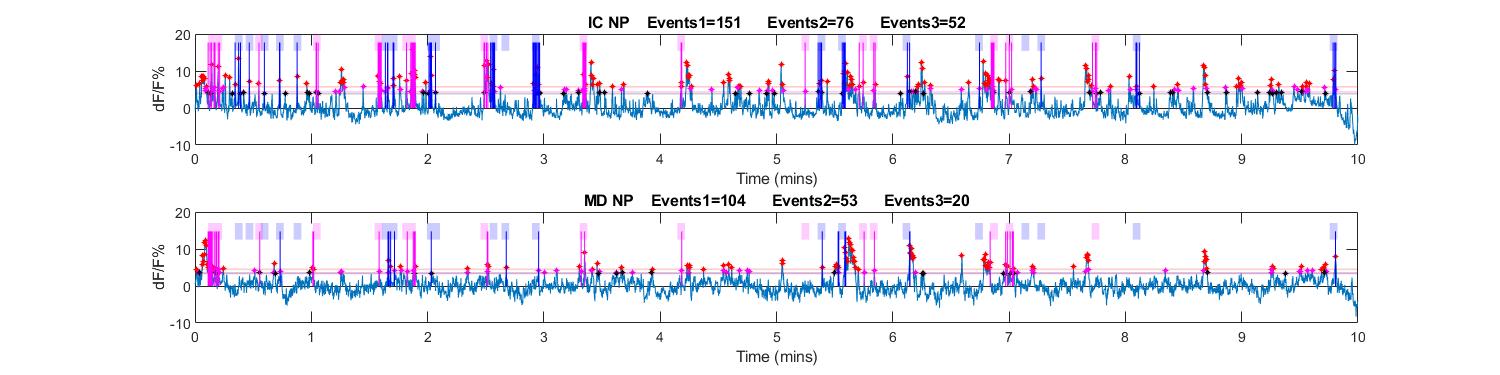 IC NP Events1=151 Events2=76 Events3=52
20
10
0
-10
dF/F%
0 1 2 3 4 5 6 7 8 9 10
Time (mins)
MD NP Events1=104 Events2=53 Events3=20
20
10
0
-10
dF/F%
0 1 2 3 4 5 6 7 8 9 10
Time (mins)